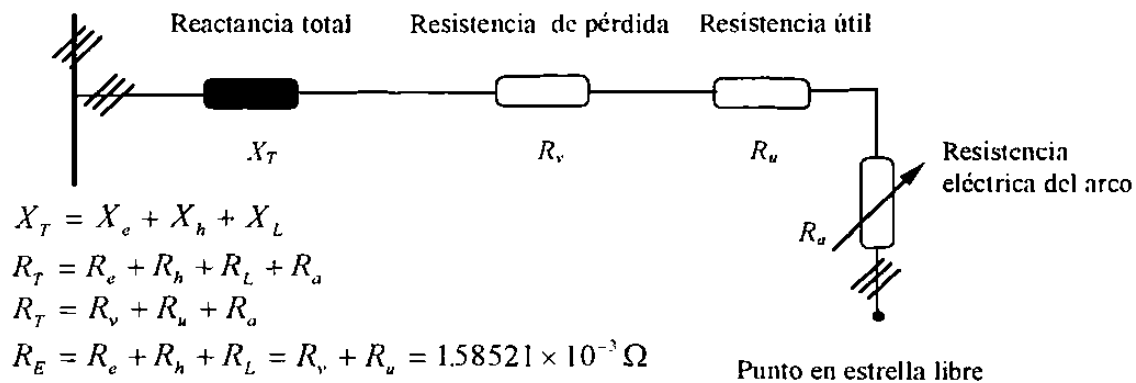 Reactancia total
Resistencia de pérdida
Resistencia útil
X_T
R_v
R_u
Resistencia
eléctrica del arco
R_a
X_T = X_e + X_h + X_L
R_T = R_e + R_h + R_L + R_a
R_T = R_v + R_u + R_a
R_E = R_e + R_h + R_L = R_v + R_u = 1.58521 × 10^{-3} Ω
Punto en estrella libre